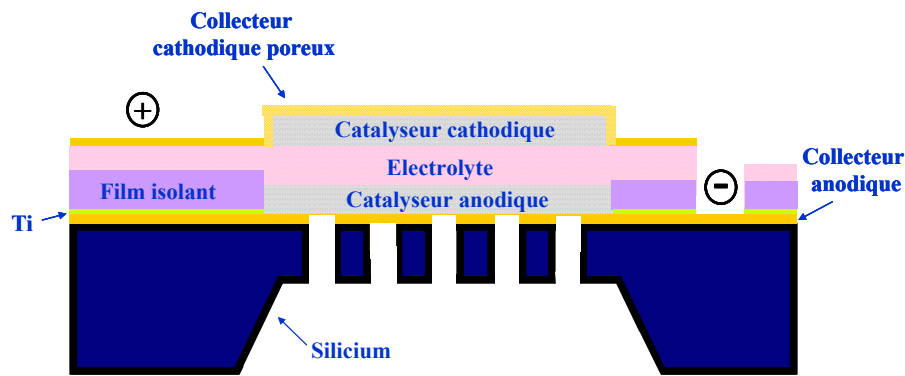 Collecteur
cathodique poreux
+
Catalyseur cathodique
Electrolyte
Collecteur
anodique
Film isolant
-
Catalyseur anodique
Ti
Silicium